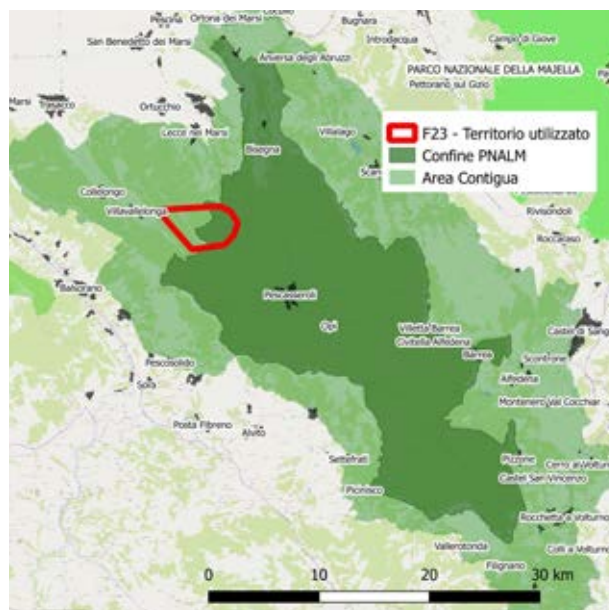 Pescina
Ortona dei Marsi
Cocullo
Bugnara
San Benedetto dei Marsi
Introdacqua
Campo di Giove
Anversa degli Abruzzi
PARCO NAZIONALE DELLA MAJELLA
Pettorano sul Gizio
Marsi
Trasacco
Ortucchio
Lecce nei Marsi
Villalago
Bisegna
F23 - Territorio utilizzato
Confine PNALM
Area Contigua
Collelongo
Villavallelonga
Rivisondoli
Roccaraso
Balsorano
Pescasseroli
Opi
Villetta Barrea
Civitella Alfedena
Barrea
Castel di Sang
Scontrone
Pescosolido
Sora
Alfedena
Montenero Val Cocchiar
Posta Fibreno
Alvito
Settefrati
Pizzone
Cerro al Volturno
Castel San Vincenzo
Picinisco
Rocchetta a Volturno
Vallerotonda
Colli a Volturno
Filignano
0 10 20 30 km